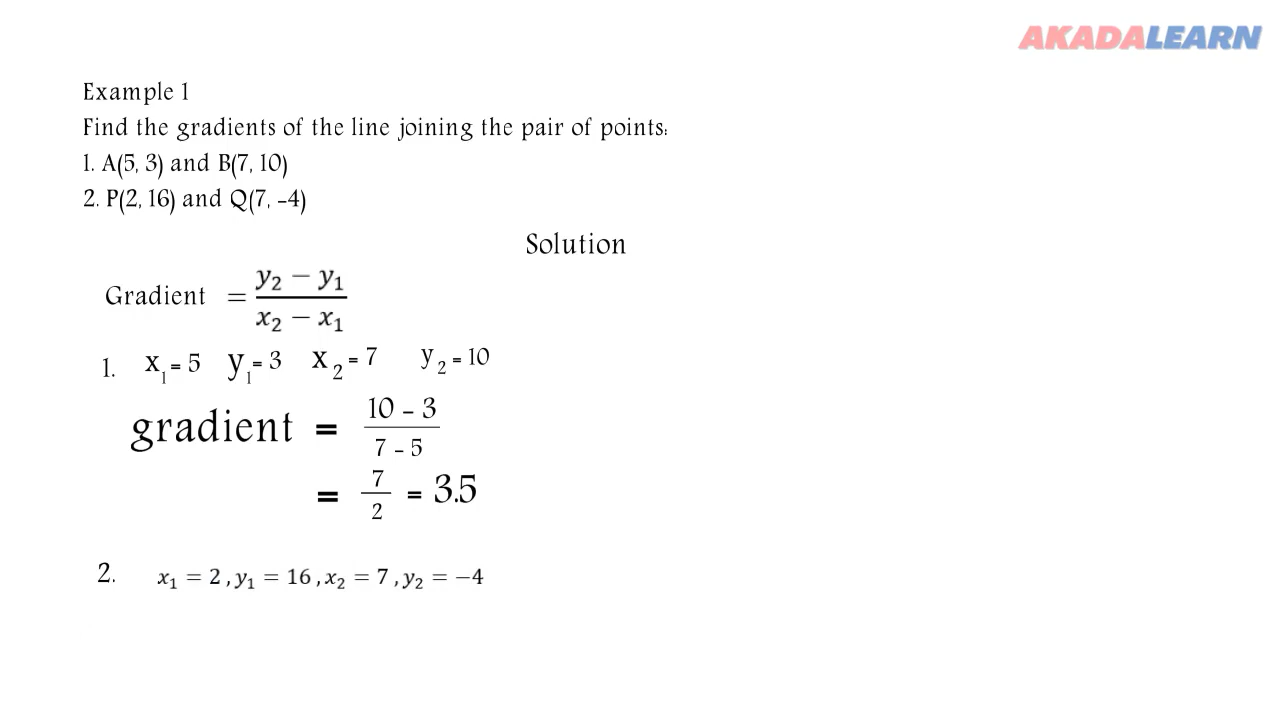 AKADALEARN
Example 1
Find the gradients of the line joining the pair of points:
1. A(5, 3) and B(7, 10)
2. P(2, 16) and Q(7, -4)
Solution
Gradient = y₂ − y₁ / x₂ − x₁
1. x₁ = 5 y₁ = 3 x₂ = 7 y₂ = 10
gradient = 10 - 3 / 7 - 5
= 7 / 2 = 3.5
2. x₁ = 2 , y₁ = 16 , x₂ = 7 , y₂ = −4